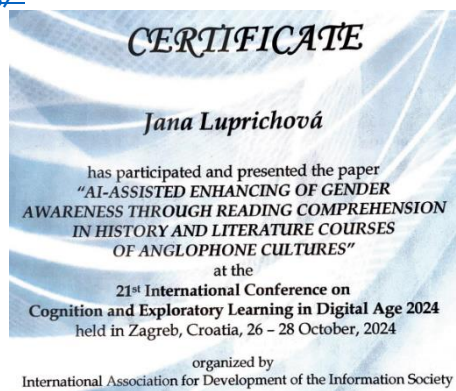 CERTIFICATE
Jana Luprichová
has participated and presented the paper
"AI-ASSISTED ENHANCING OF GENDER
AWARENESS THROUGH READING COMPREHENSION
IN HISTORY AND LITERATURE COURSES
OF ANGLOPHONE CULTURES"
at the
21st International Conference on
Cognition and Exploratory Learning in Digital Age 2024
held in Zagreb, Croatia, 26 – 28 October, 2024
organized by
International Association for Development of the Information Society